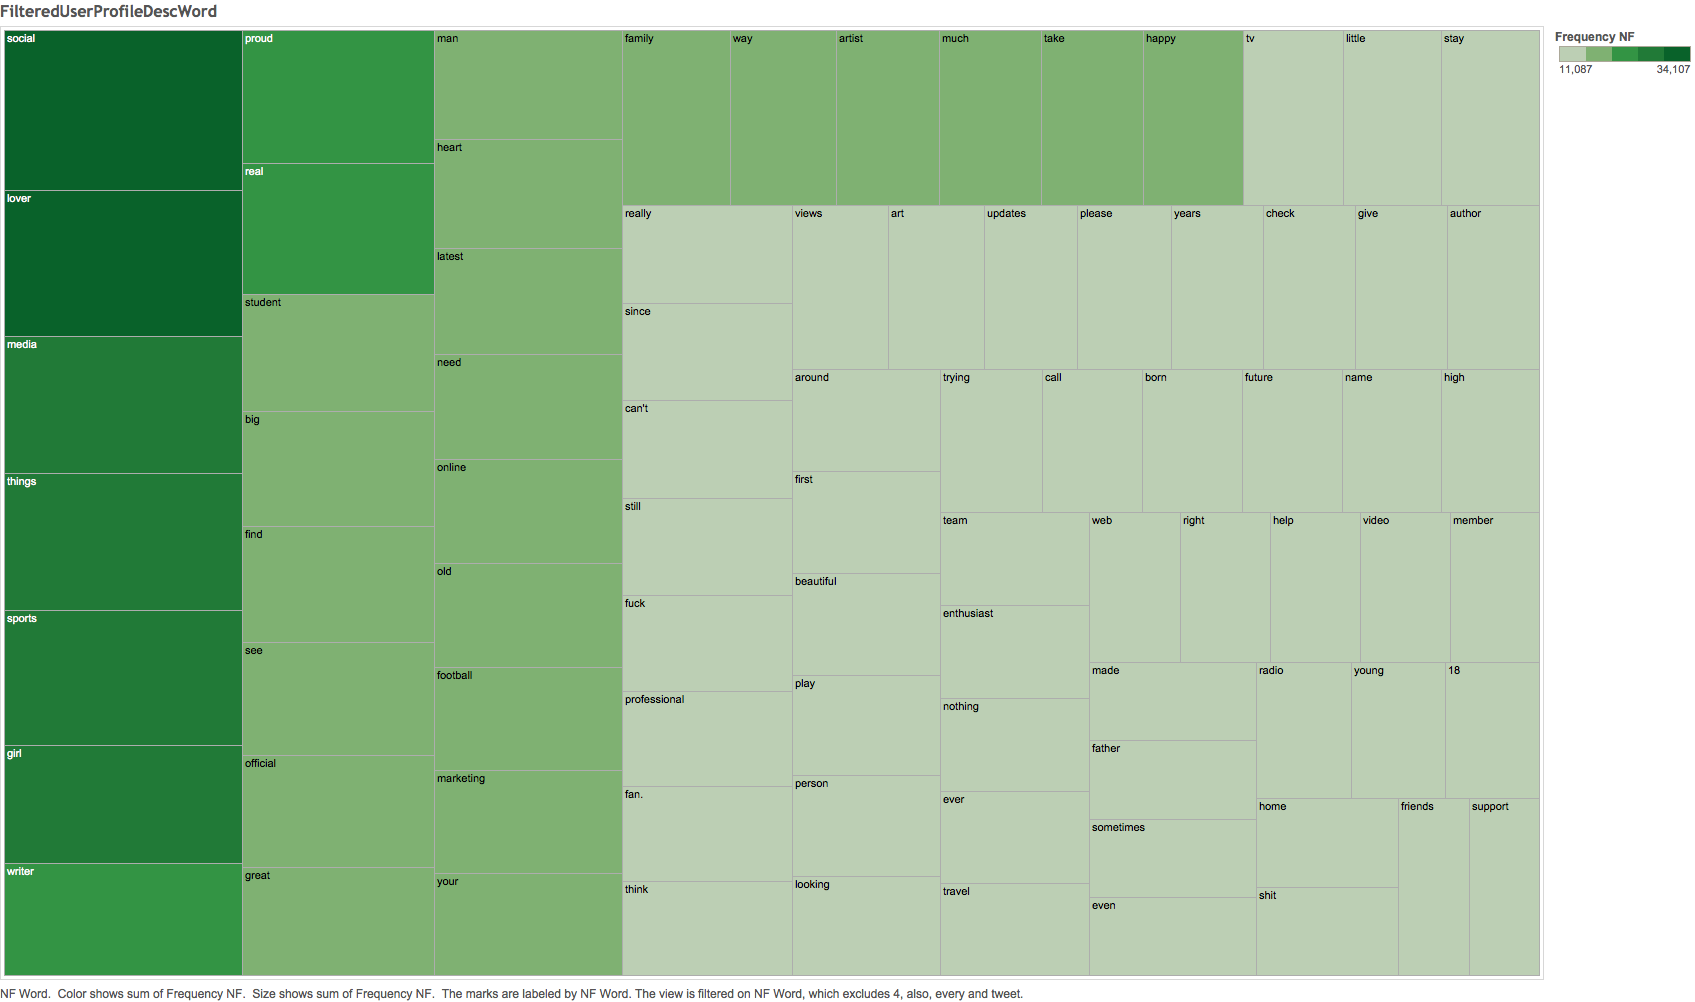 FilteredUserProfileDescWord
Frequency NF
11,087 34,107
social
lover
media
things
sports
girl
writer
proud
real
student
big
find
see
official
great
man
heart
latest
need
online
old
football
marketing
your
family way artist much take happy tv little stay
really
since
can't
still
fuck
professional
fan.
think
views art updates please years check give author
around
first
beautiful
play
person
looking
trying call born future name high
team
enthusiast
nothing
ever
travel
web right help video member
made
father
sometimes
even
radio young 18
home
shit
friends support
NF Word.  Color shows sum of Frequency NF.  Size shows sum of Frequency NF.  The marks are labeled by NF Word. The view is filtered on NF Word, which excludes 4, also, every and tweet.